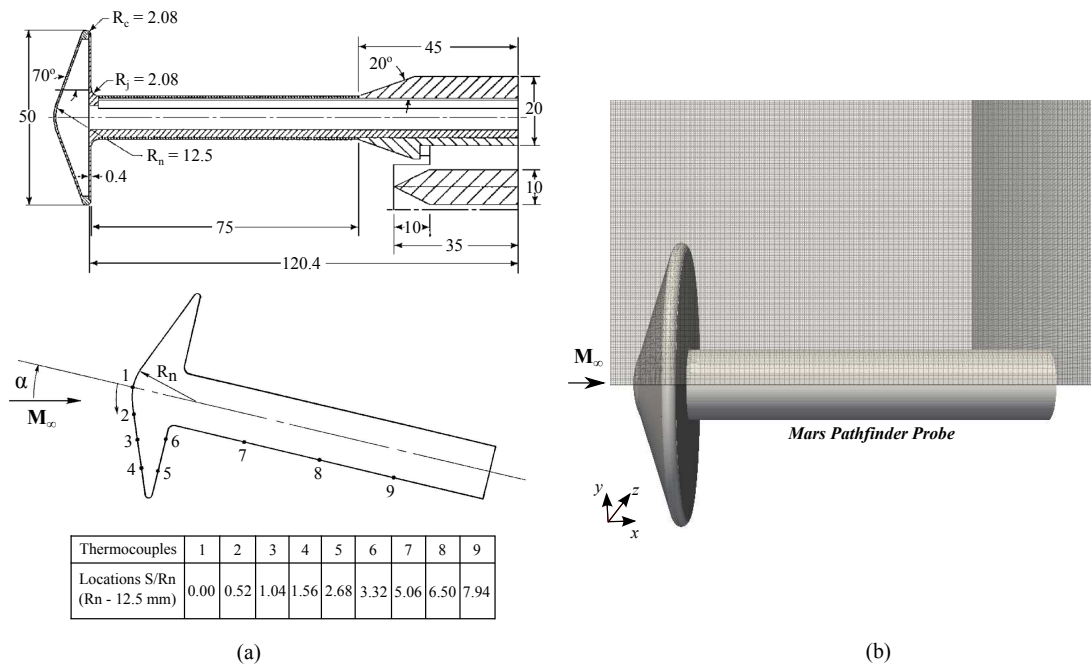 R_c = 2.08
45
70°
20°
R_j = 2.08
50
20
R_n = 12.5
0.4
10
10
75
35
120.4
1
R_n
α
M_∞
2
3
6
4
5
7
8
9
Thermocouples 1 2 3 4 5 6 7 8 9
Locations S/Rn
(Rn - 12.5 mm) 0.00 0.52 1.04 1.56 2.68 3.32 5.06 6.50 7.94
(a)
M_∞
Mars Pathfinder Probe
y
z
x
(b)